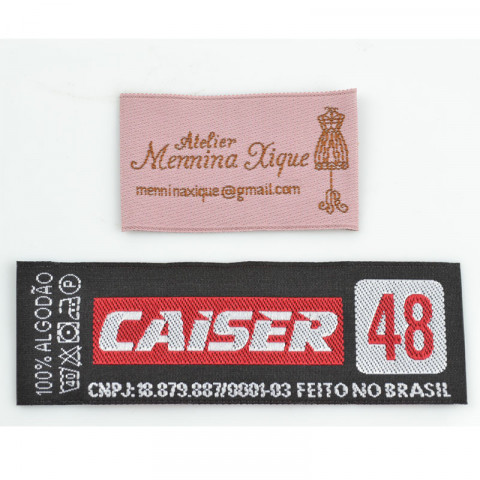 Atelier
Mennina Xique
menninaxique@gmail.com
100% ALGODÃO
CAiSER
48
CNPJ: 18.879.887/0001-03 FEITO NO BRASIL